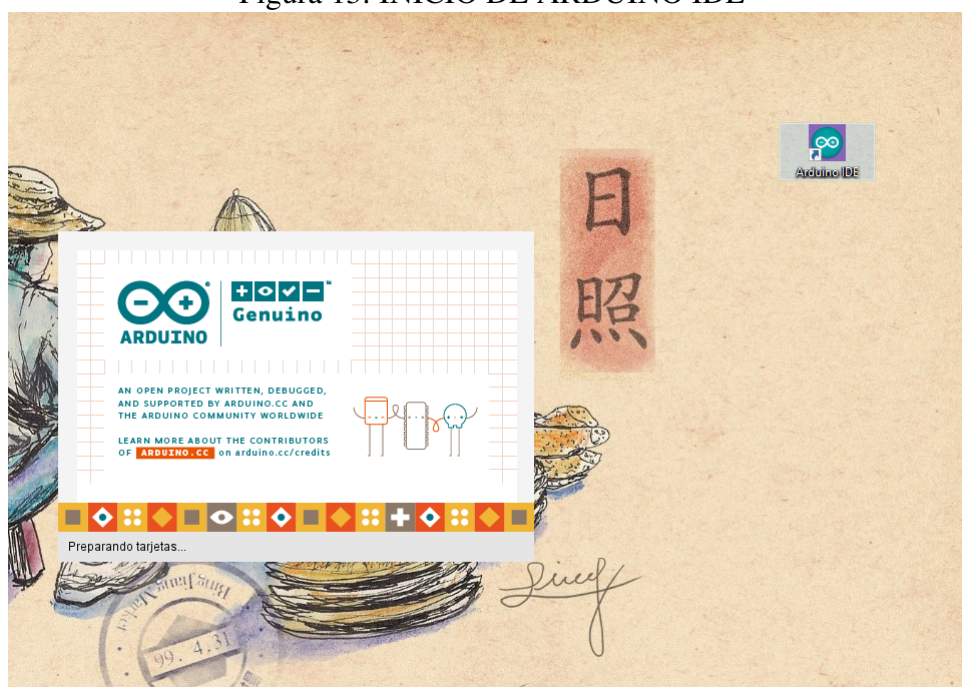 Figura 15. INICIO DE ARDUINO IDE
Arduino IDE
日
照
ARDUINO
Genuino
AN OPEN PROJECT WRITTEN, DEBUGGED,
AND SUPPORTED BY ARDUINO.CC AND
THE ARDUINO COMMUNITY WORLDWIDE
LEARN MORE ABOUT THE CONTRIBUTORS
OF ARDUINO.CC on arduino.cc/credits
Preparando tarjetas...
99. 4.31